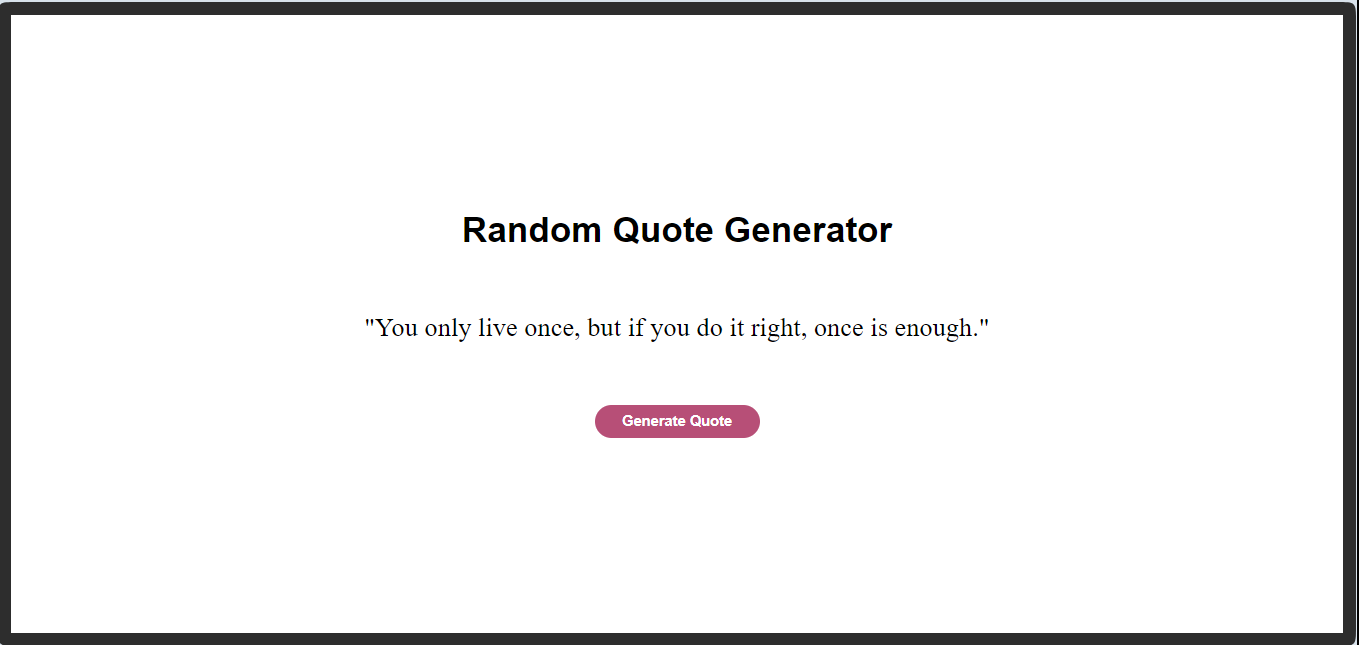 Random Quote Generator
"You only live once, but if you do it right, once is enough."
Generate Quote